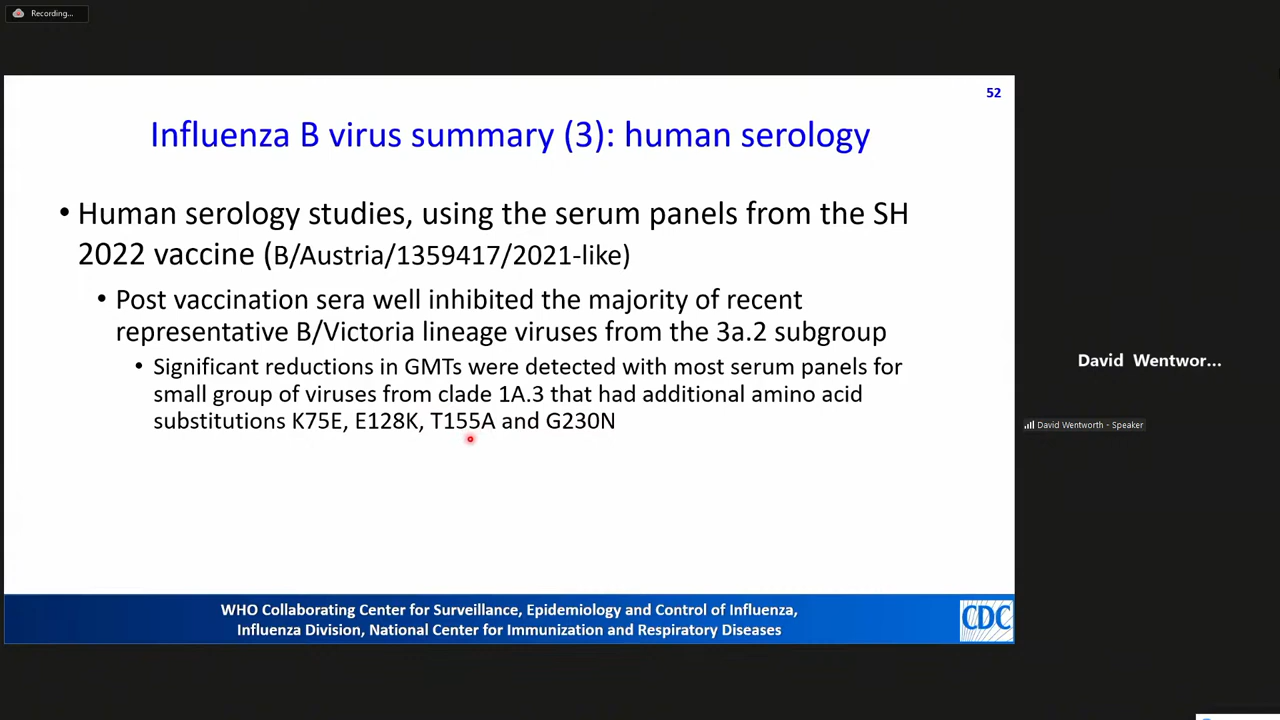 Recording...
52
Influenza B virus summary (3): human serology
• Human serology studies, using the serum panels from the SH
2022 vaccine (B/Austria/1359417/2021-like)
• Post vaccination sera well inhibited the majority of recent
representative B/Victoria lineage viruses from the 3a.2 subgroup
• Significant reductions in GMTs were detected with most serum panels for
small group of viruses from clade 1A.3 that had additional amino acid
substitutions K75E, E128K, T155A and G230N
David Wentwor...
David Wentworth - Speaker
WHO Collaborating Center for Surveillance, Epidemiology and Control of Influenza,
Influenza Division, National Center for Immunization and Respiratory Diseases
CDC